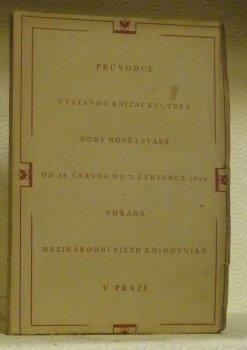 PRŮVODCE
VÝSTAVOU KNIŽNÍ KULTURY
DOBY NOVÉ I STARÉ
OD 28. ČERVNA DO 7. ČERVENCE 1926
POŘÁDÁ
MEZINÁRODNÍ SJEZD KNIHOVNÍKŮ
V PRAZE